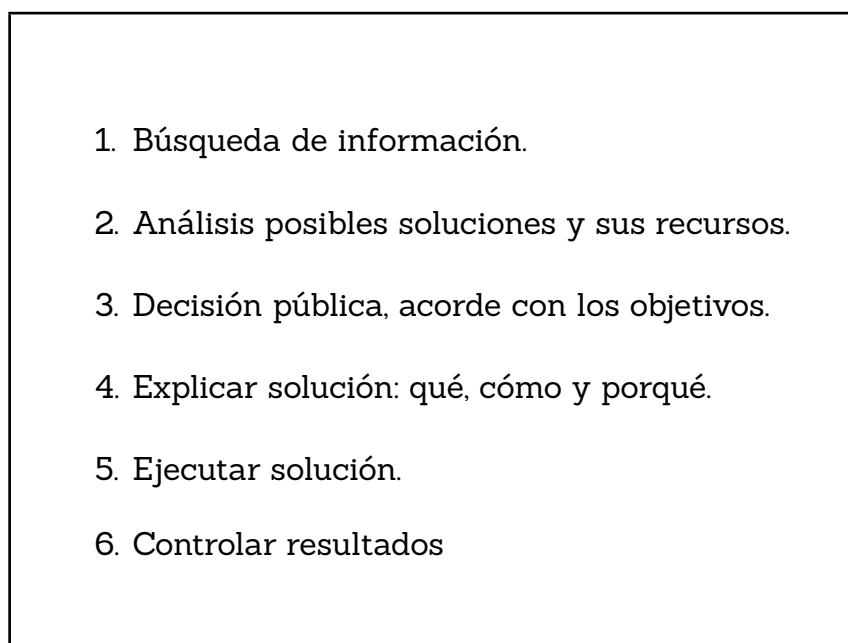 1. Búsqueda de información.
2. Análisis posibles soluciones y sus recursos.
3. Decisión pública, acorde con los objetivos.
4. Explicar solución: qué, cómo y porqué.
5. Ejecutar solución.
6. Controlar resultados